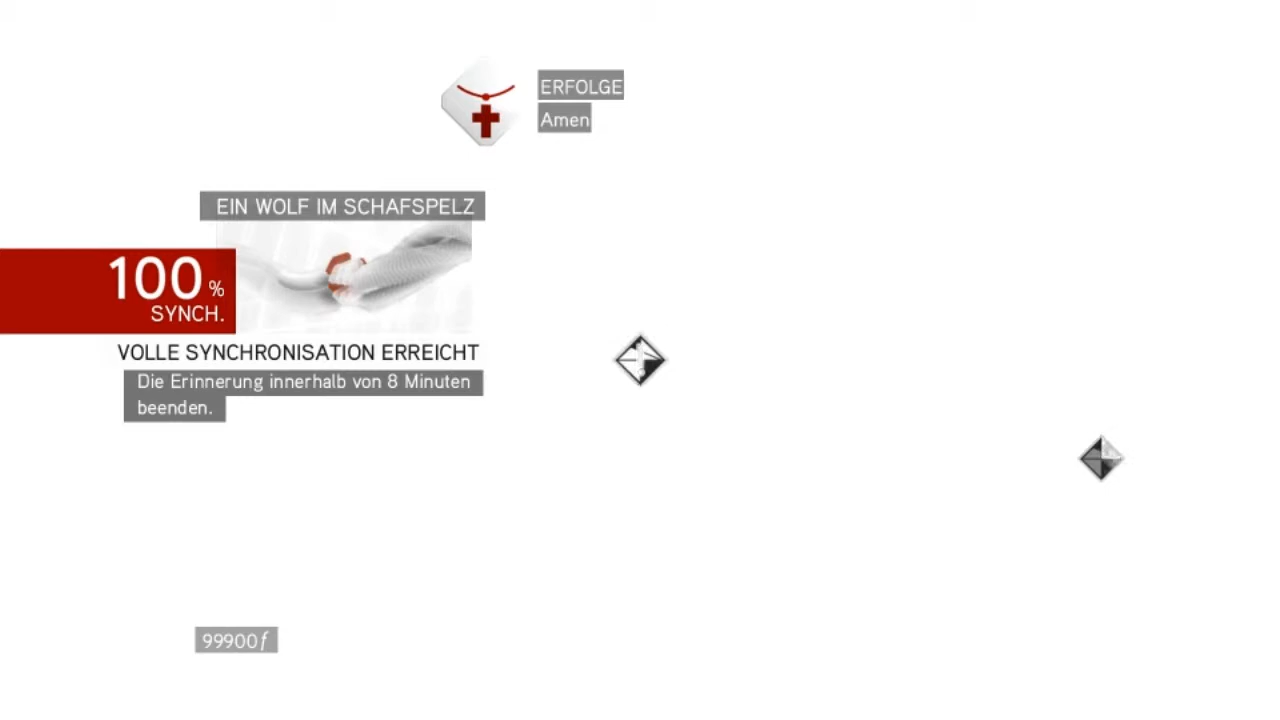 ERFOLGE
Amen
EIN WOLF IM SCHAFSPELZ
100 %
SYNCH.
VOLLE SYNCHRONISATION ERREICHT
Die Erinnerung innerhalb von 8 Minuten
beenden.
99900ƒ